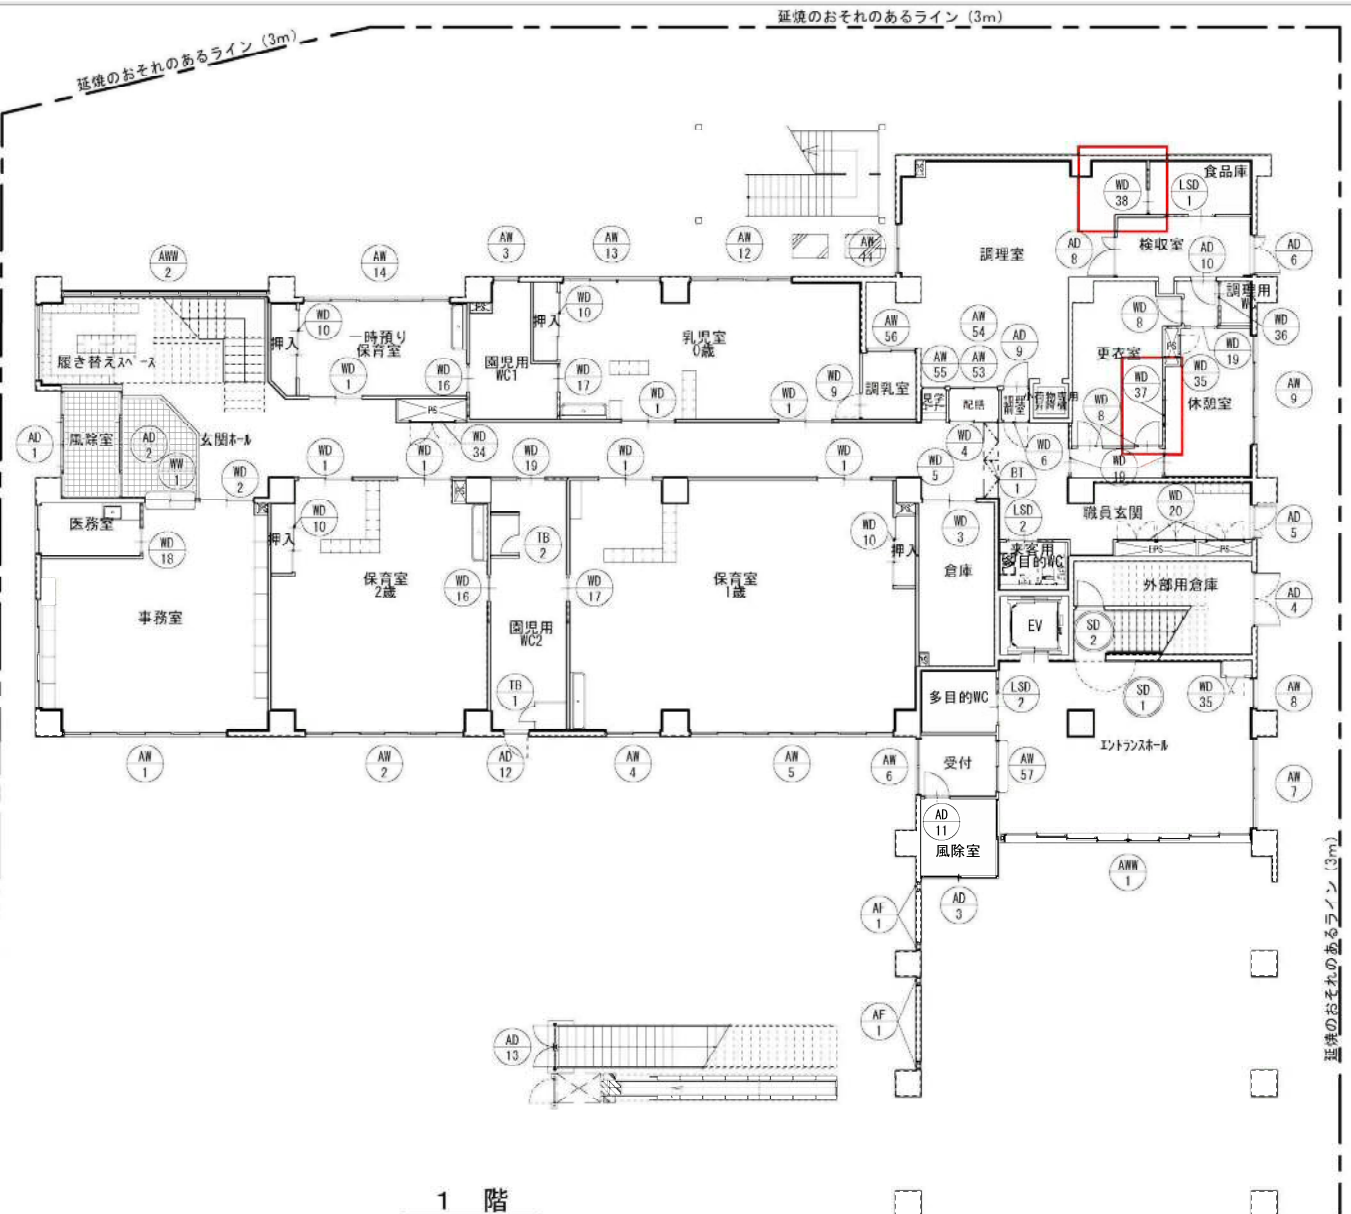 延焼のおそれのあるライン (3m)
延焼のおそれのあるライン (3m)
食品庫
WD
38
LSD
1
調理室
AD
8
検収室
AD
10
AD
6
AW
3
AW
13
AW
12
AW
AWW
2
AW
14
調理用
WD
10
押入
一時預り
保育室
PS
押入
WD
10
乳児室
0歳
AW
56
AW
54
AD
9
WD
8
WD
36
履き替えスペース
園児用
WC1
更衣室
PS
WD
19
WD
1
WD
16
WD
17
WD
9
調乳室
AW
55
AW
53
WD
37
WD
35
休憩室
AW
9
WD
1
WD
1
配膳
WD
8
PS
AD
1
風除室
AD
2
玄関ホール
WD
34
WD
4
WD
6
WD
1
WD
1
WD
19
WD
1
WD
1
WD
5
WW
1
WD
2
BT
1
WD
19
WD
20
医務室
WD
10
押入
WD
10
押入
WD
3
LSD
2
職員玄関
AD
5
WD
18
TB
2
来客用
多目的WC
EPS
PS
保育室
2歳
WD
16
WD
17
保育室
1歳
倉庫
外部用倉庫
AD
4
事務室
園児用
WC2
EV
SD
2
TB
1
多目的WC
LSD
2
SD
1
WD
35
AW
8
エントランスホール
AW
1
AW
2
AD
12
AW
4
AW
5
AW
6
受付
AW
57
AW
7
AD
11
風除室
AWW
1
AD
3
AF
1
延焼のおそれのあるライン (3m)
AF
1
AD
13
1 階